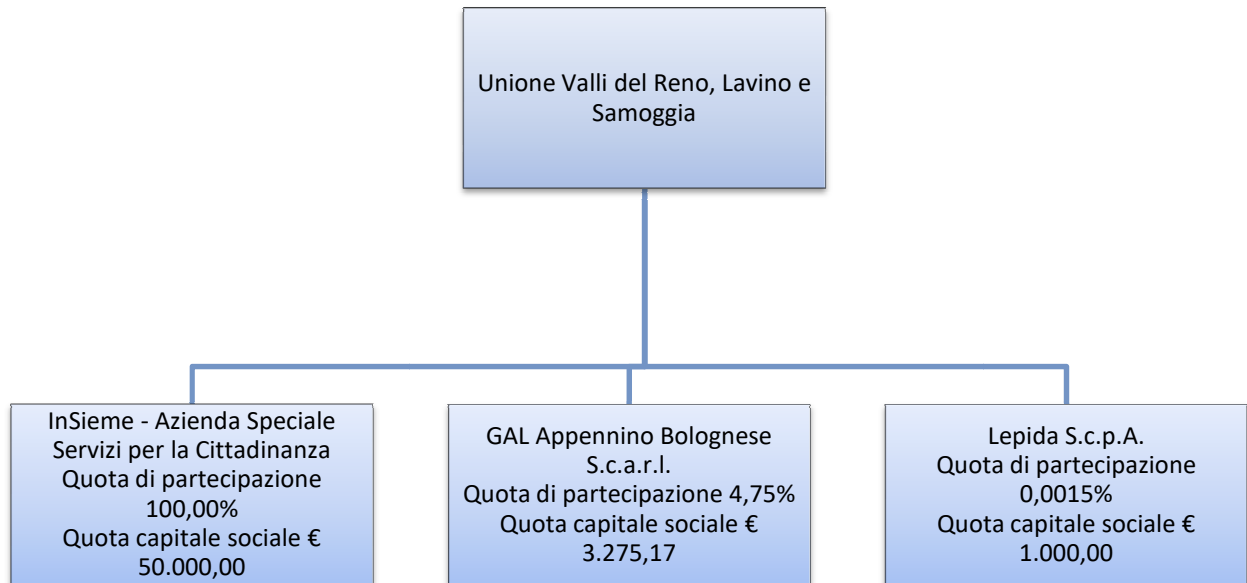 Unione Valli del Reno, Lavino e
Samoggia
InSieme - Azienda Speciale
Servizi per la Cittadinanza
Quota di partecipazione
100,00%
Quota capitale sociale €
50.000,00
GAL Appennino Bolognese
S.c.a.r.l.
Quota di partecipazione 4,75%
Quota capitale sociale €
3.275,17
Lepida S.c.p.A.
Quota di partecipazione
0,0015%
Quota capitale sociale €
1.000,00